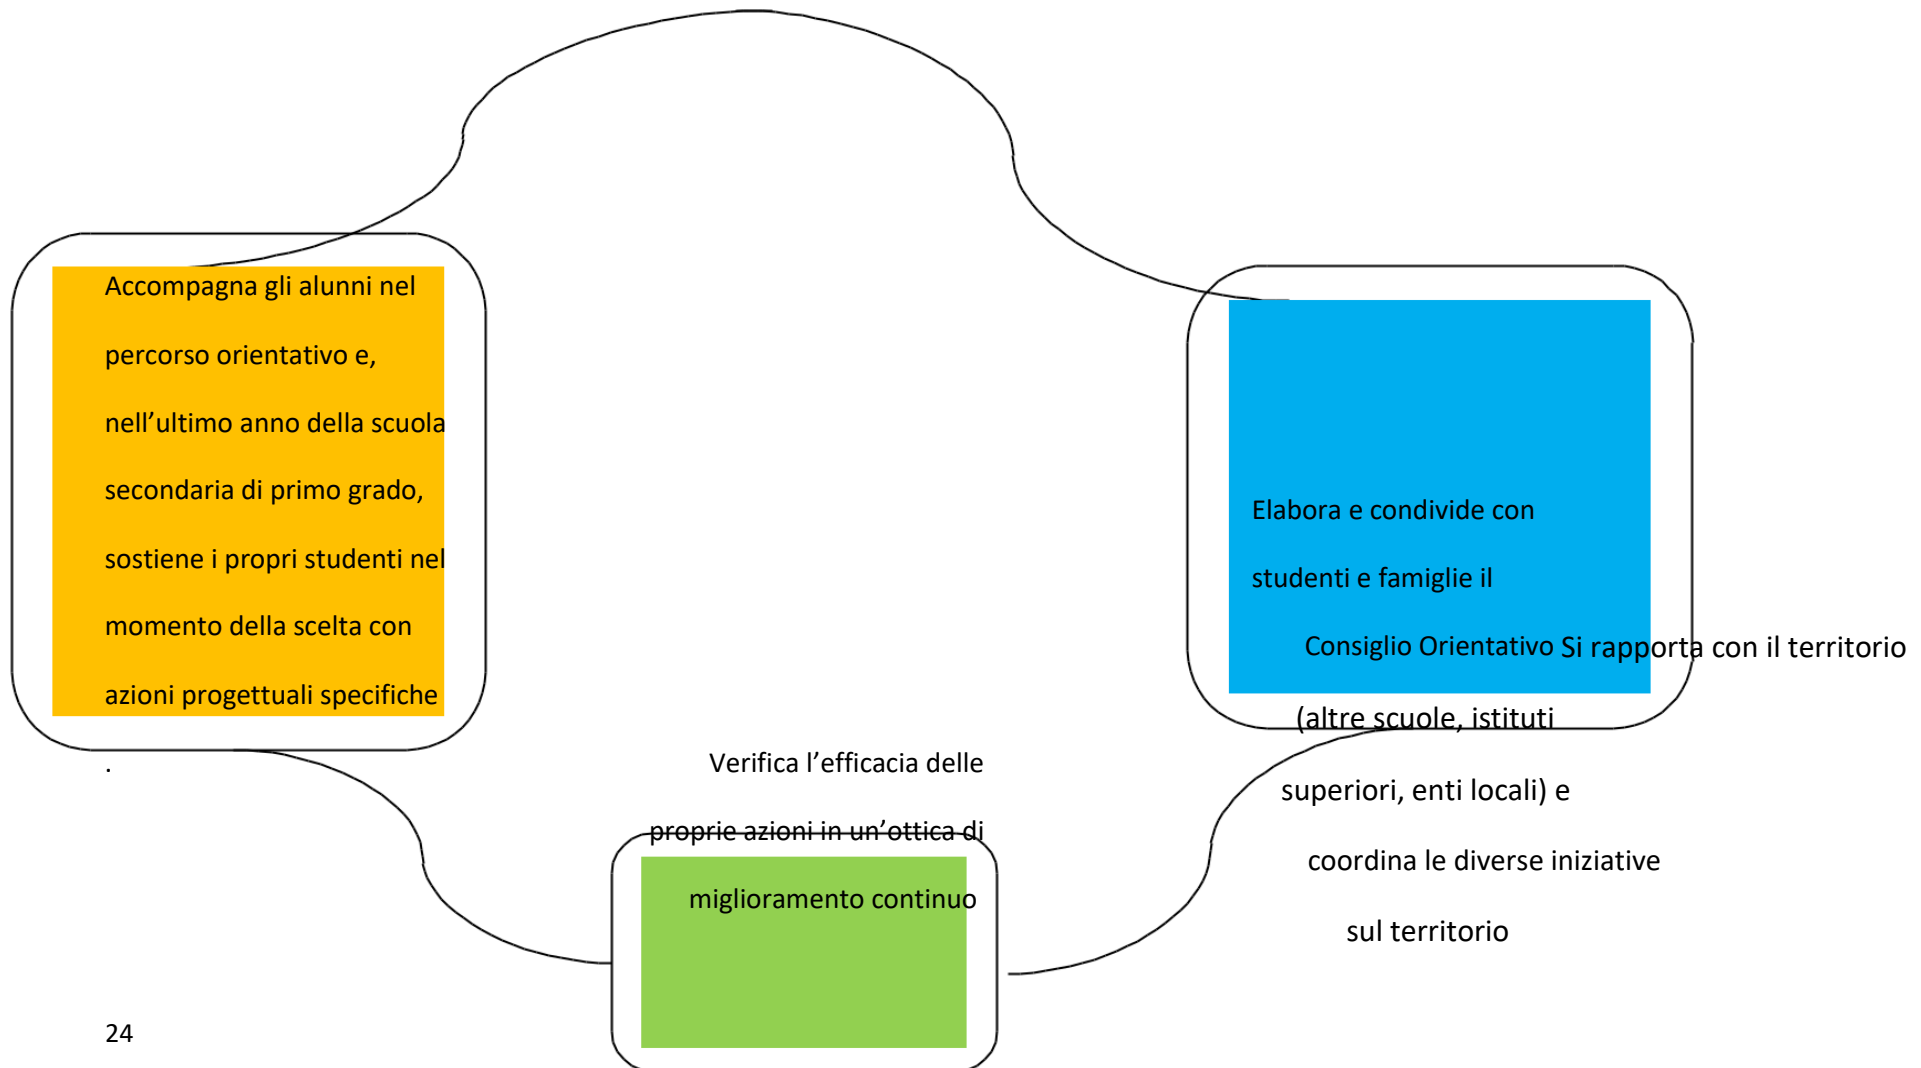 Accompagna gli alunni nel
percorso orientativo e,
nell’ultimo anno della scuola
secondaria di primo grado,
sostiene i propri studenti nel
momento della scelta con
azioni progettuali specifiche
.
Verifica l’efficacia delle
proprie azioni in un’ottica di
miglioramento continuo
Elabora e condivide con
studenti e famiglie il
Consiglio Orientativo Si rapporta con il territorio
(altre scuole, istituti
superiori, enti locali) e
coordina le diverse iniziative
sul territorio
24